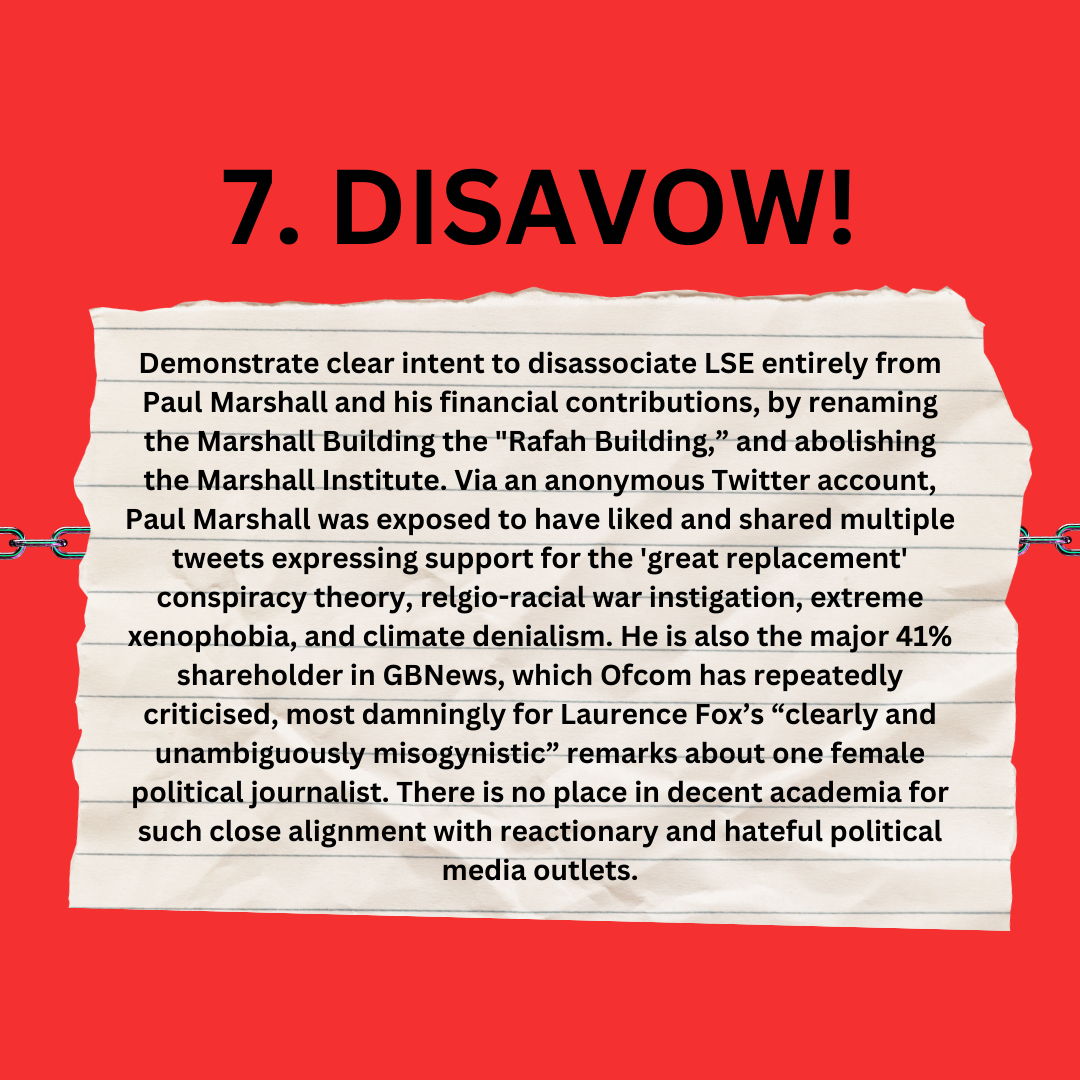 7. DISAVOW!
Demonstrate clear intent to disassociate LSE entirely from
Paul Marshall and his financial contributions, by renaming
the Marshall Building the "Rafah Building,” and abolishing
the Marshall Institute. Via an anonymous Twitter account,
Paul Marshall was exposed to have liked and shared multiple
tweets expressing support for the 'great replacement'
conspiracy theory, relgio-racial war instigation, extreme
xenophobia, and climate denialism. He is also the major 41%
shareholder in GBNews, which Ofcom has repeatedly
criticised, most damningly for Laurence Fox’s “clearly and
unambiguously misogynistic” remarks about one female
political journalist. There is no place in decent academia for
such close alignment with reactionary and hateful political
media outlets.